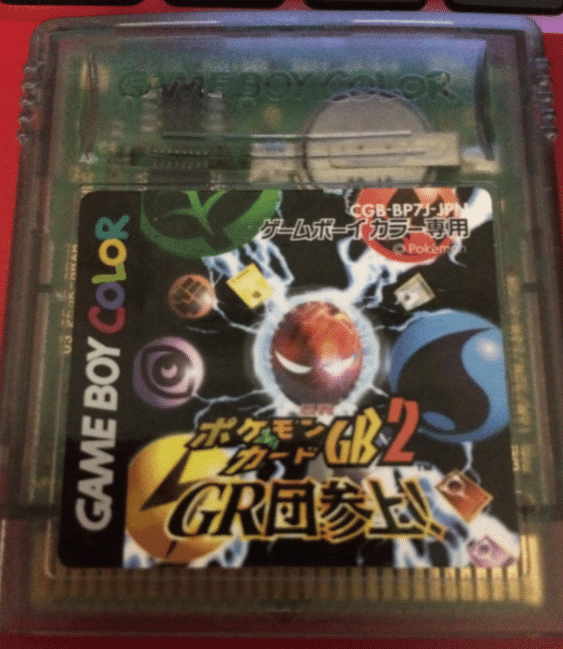 GAME BOY COLOR
CGB-BP7J-JPN
ゲームボーイカラー専用
© Pokémon
GAME BOY COLOR
ポケモン
カードGB2
TM
GR団参上!